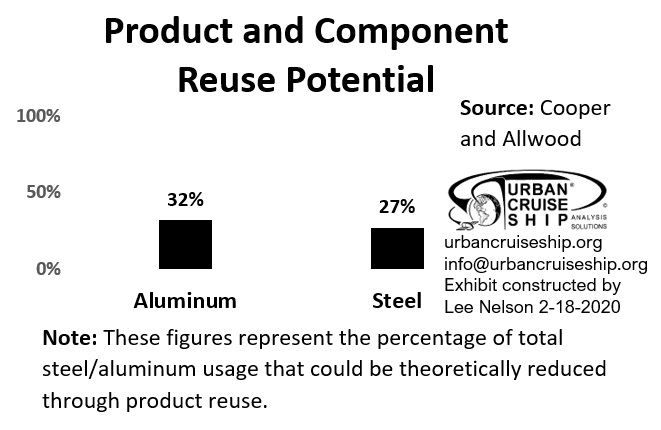 Product and Component
Reuse Potential
Source: Cooper
and Allwood
100%
50%
0%
32%
27%
Aluminum
Steel
URBAN®
CRUISE
SHIP
©
ANALYSIS
SOLUTIONS
urbancruiseship.org
info@urbancruiseship.org
Exhibit constructed by
Lee Nelson 2-18-2020
Note: These figures represent the percentage of total
steel/aluminum usage that could be theoretically reduced
through product reuse.